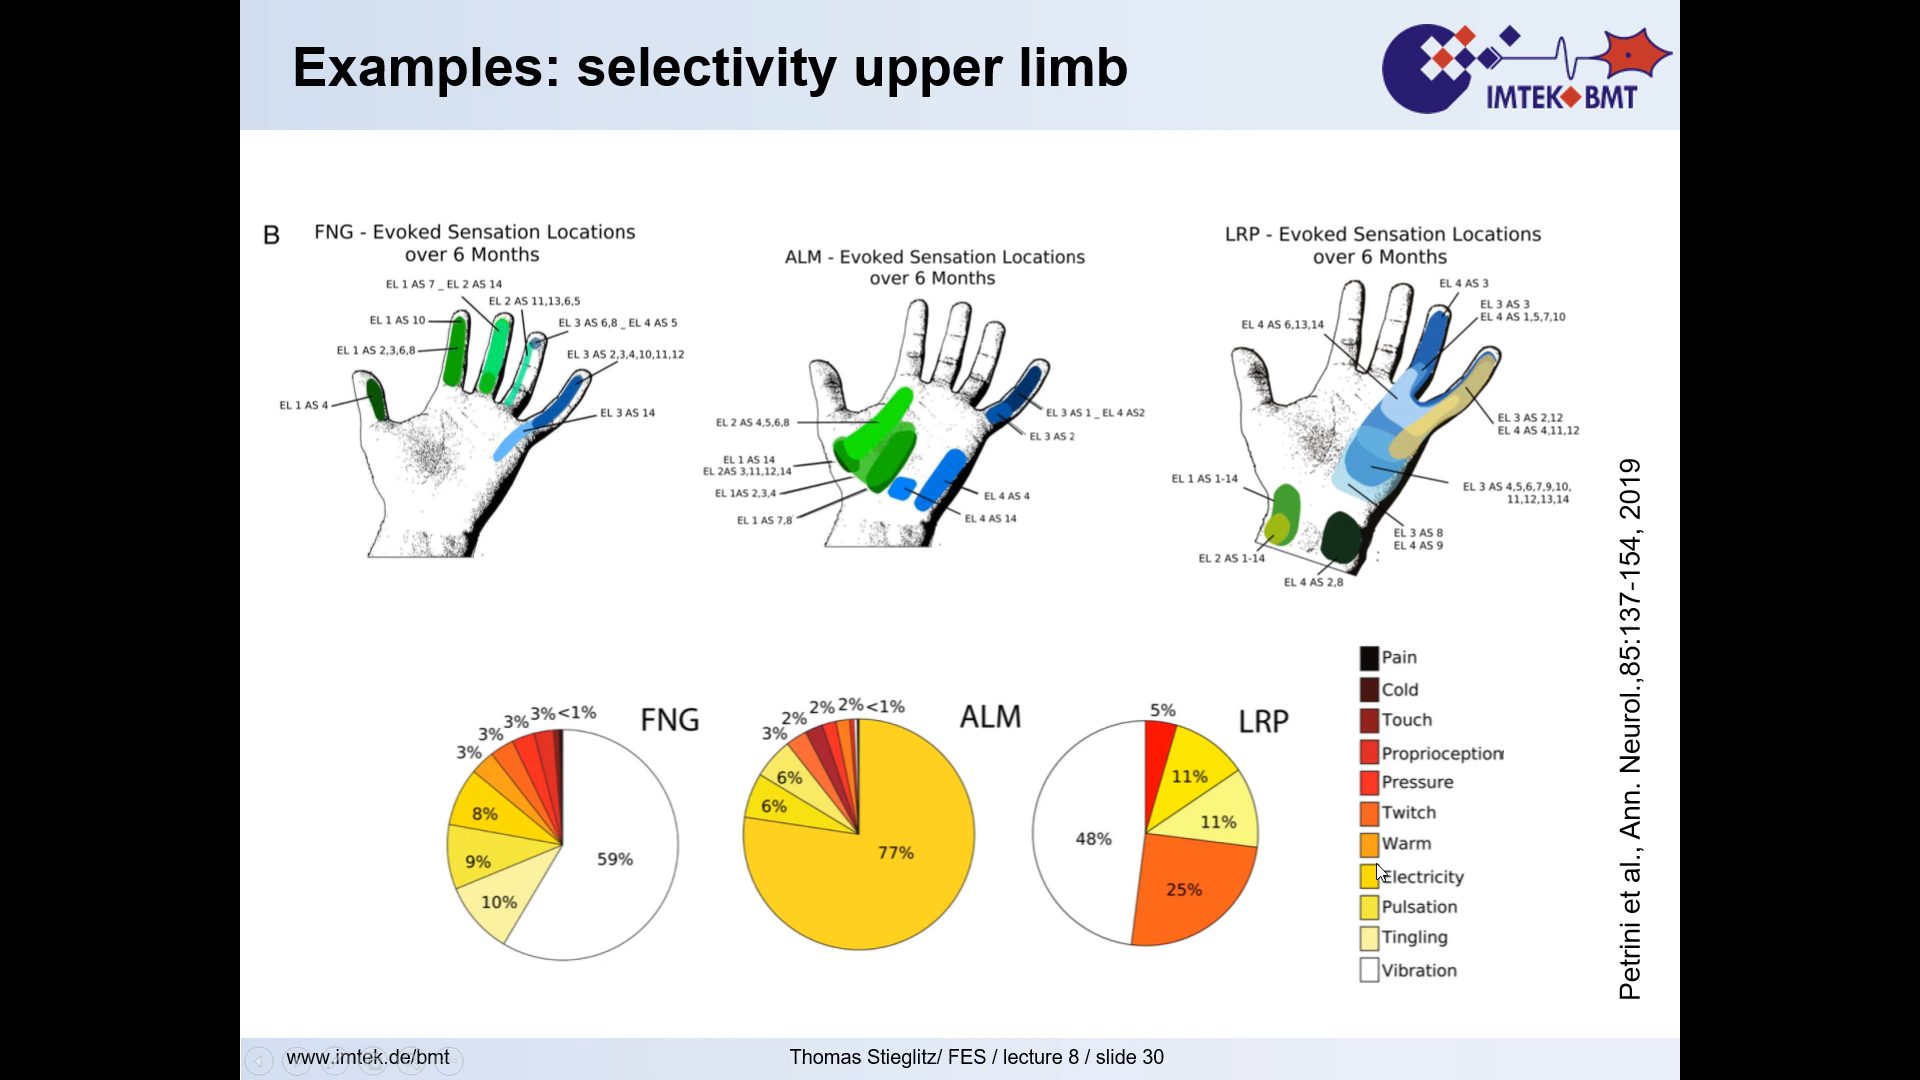 Examples: selectivity upper limb
IMTEK BMT
B
FNG - Evoked Sensation Locations
over 6 Months
EL 1 AS 7 _ EL 2 AS 14
EL 2 AS 11,13,6,5
EL 1 AS 10
EL 3 AS 6,8 _ EL 4 AS 5
EL 1 AS 2,3,6,8
EL 3 AS 2,3,4,10,11,12
EL 1 AS 4
EL 3 AS 14
ALM - Evoked Sensation Locations
over 6 Months
EL 2 AS 4,5,6,8
EL 3 AS 1 _ EL 4 AS2
EL 3 AS 2
EL 1 AS 14
EL 2AS 3,11,12,14
EL 1AS 2,3,4
EL 4 AS 4
EL 1 AS 7,8
EL 4 AS 14
LRP - Evoked Sensation Locations
over 6 Months
EL 4 AS 3
EL 3 AS 3
EL 4 AS 1,5,7,10
EL 4 AS 6,13,14
EL 3 AS 2,12
EL 4 AS 4,11,12
EL 1 AS 1-14
EL 3 AS 4,5,6,7,9,10,
11,12,13,14
EL 3 AS 8
EL 4 AS 9
EL 2 AS 1-14
EL 4 AS 2,8
FNG
3%
3%
3%
3%
<1%
8%
9%
10%
59%
ALM
3%
2%
2%
2%
<1%
6%
6%
77%
LRP
5%
11%
11%
25%
48%
Pain
Cold
Touch
Proprioception
Pressure
Twitch
Warm
Electricity
Pulsation
Tingling
Vibration
Petrini et al., Ann. Neurol.,85:137-154, 2019
www.imtek.de/bmt
Thomas Stieglitz/ FES / lecture 8 / slide 30